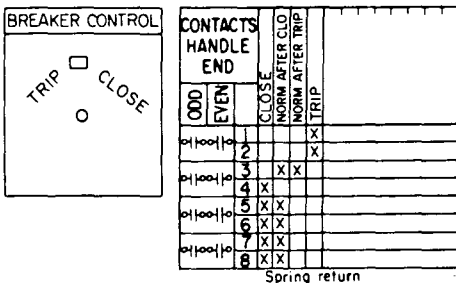 BREAKER CONTROL
TRIP
CLOSE
CONTACTS
HANDLE
END
ODD
EVEN
CLOSE
NORM AFTER CLO
NORM AFTER TRIP
TRIP
1 X
2 X
3 X X
4 X
5 X X
6 X X
7 X X
8 X X
Spring return